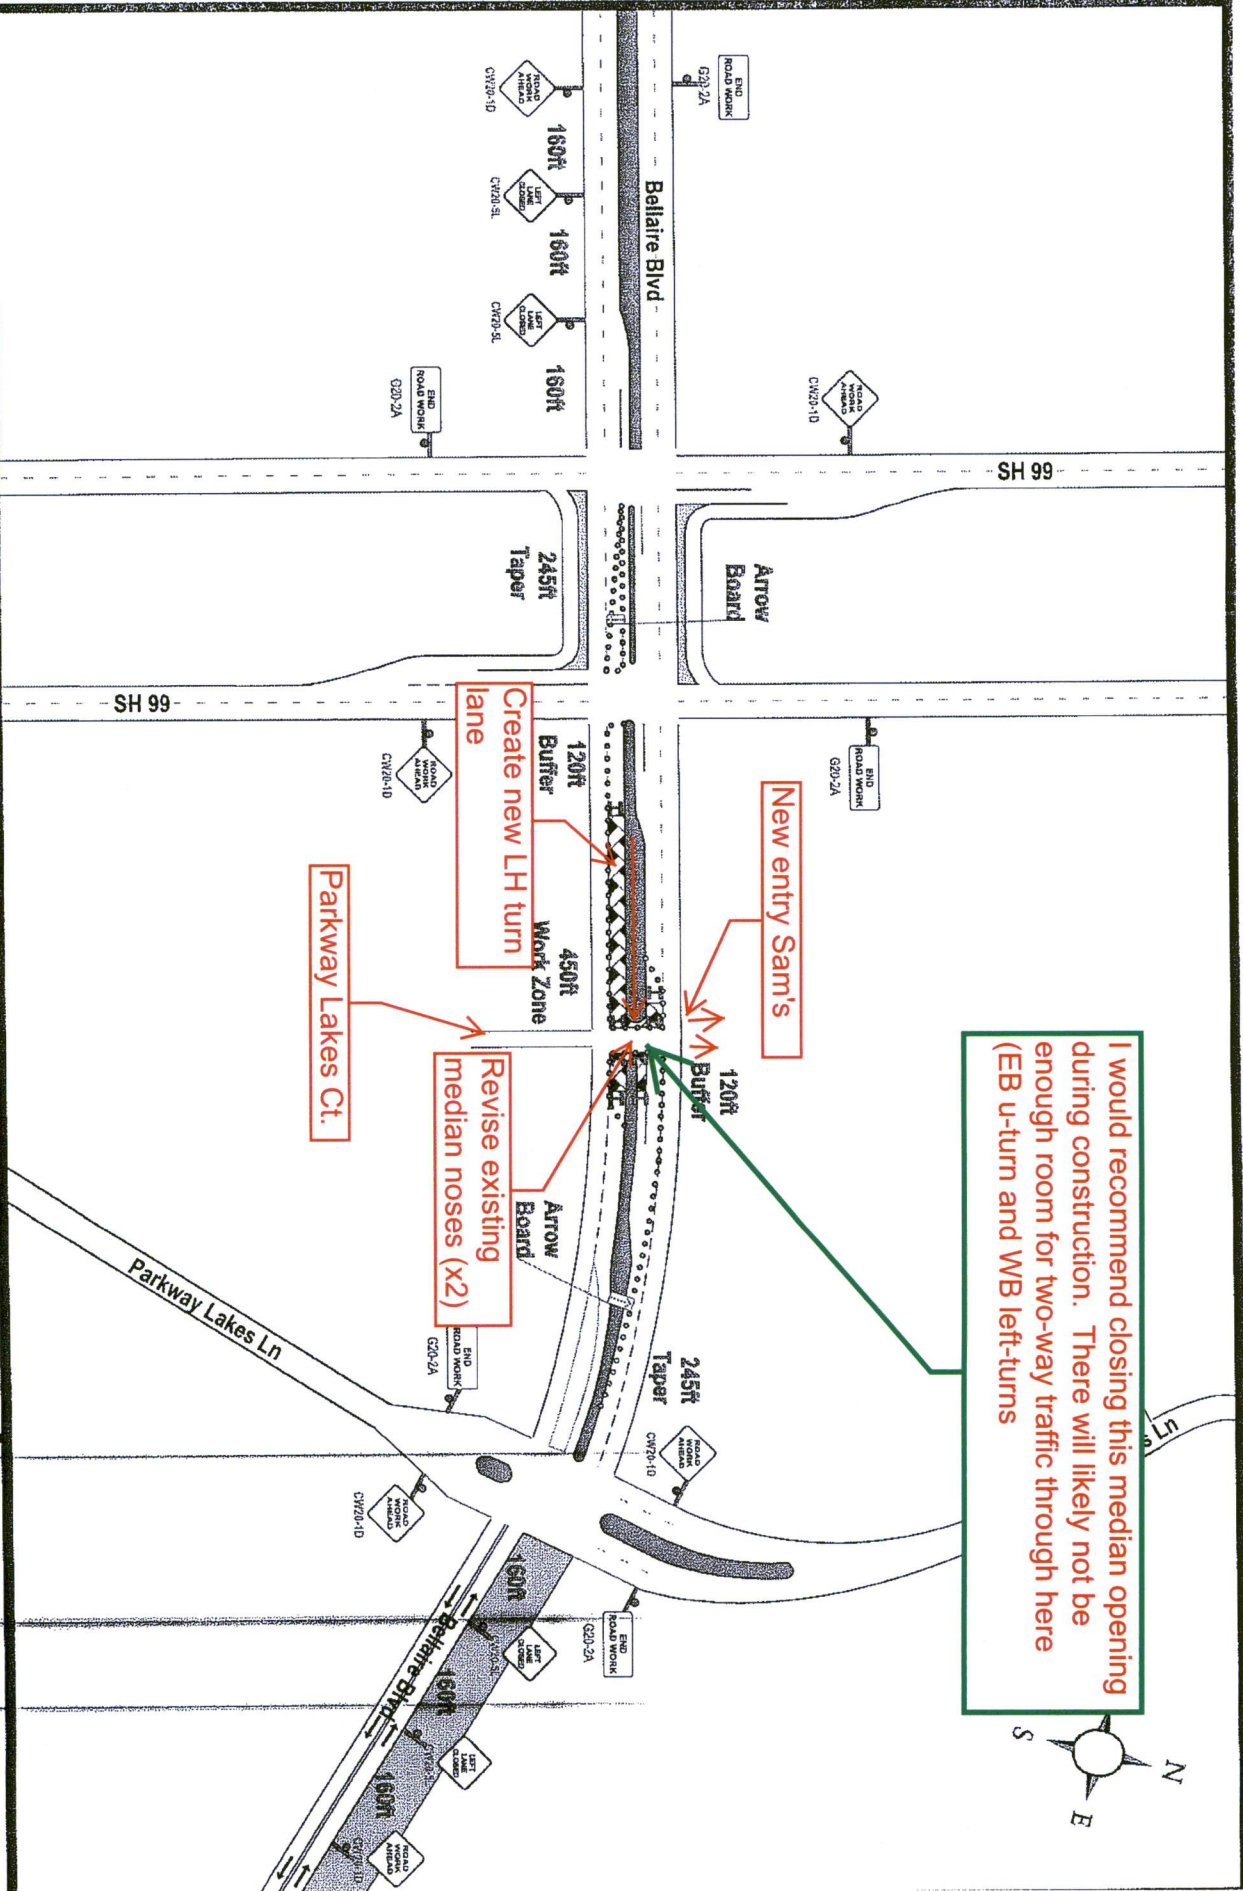 I would recommend closing this median opening
during construction. There will likely not be
enough room for two-way traffic through here
(EB u-turn and WB left-turns
s Ln
N
E
S
SH 99
ROAD
WORK
AHEAD
CW20-1D
END
ROAD WORK
G20-2A
New entry Sam's
END
ROAD WORK
G20-2A
Arrow
Board
120ft
Buffer
245ft
Taper
ROAD
WORK
AHEAD
CW20-1D
END
ROAD WORK
G20-2A
Bellaire Blvd
ROAD
WORK
AHEAD
CW20-1D
160ft
LEFT
LANE
CLOSED
CW20-5L
160ft
LEFT
LANE
CLOSED
CW20-5L
160ft
245ft
Taper
120ft
Buffer
450ft
Work Zone
Arrow
Board
Create new LH turn
lane
Revise existing
median noses (x2)
END
ROAD WORK
G20-2A
160ft
LEFT
LANE
CLOSED
CW20-5L
160ft
LEFT
LANE
CLOSED
160ft
ROAD
WORK
AHEAD
Bellaire Blvd
END
ROAD WORK
G20-2A
ROAD
WORK
AHEAD
CW20-1D
ROAD
WORK
AHEAD
CW20-1D
Parkway Lakes Ct.
Parkway Lakes Ln
SH 99